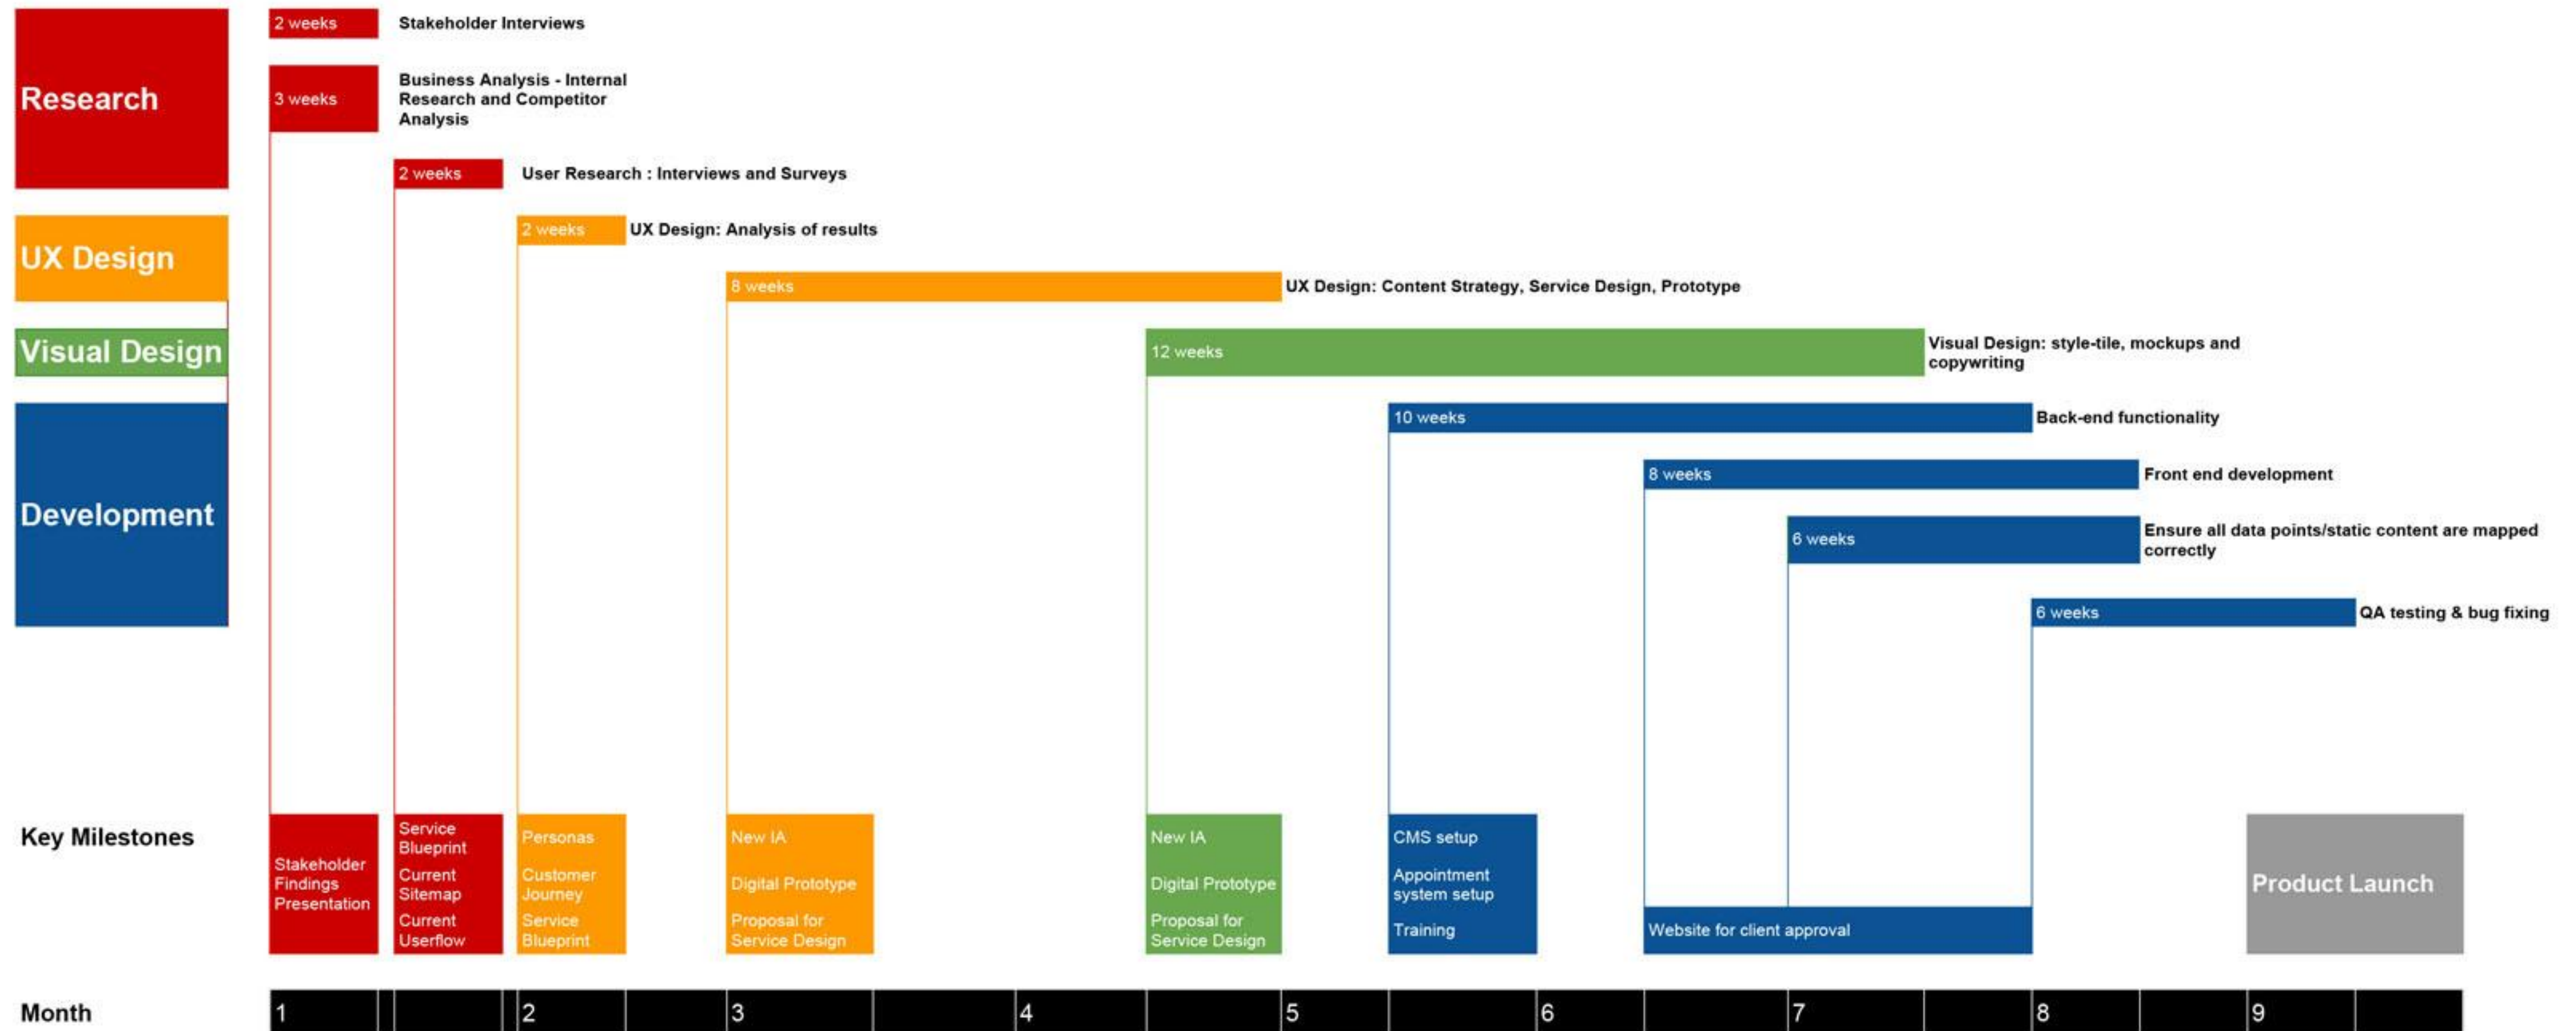 2 weeks
Stakeholder Interviews
Research
3 weeks
Business Analysis - Internal
Research and Competitor
Analysis
2 weeks
User Research : Interviews and Surveys
UX Design
2 weeks
UX Design: Analysis of results
8 weeks
UX Design: Content Strategy, Service Design, Prototype
Visual Design
12 weeks
Visual Design: style-tile, mockups and
copywriting
Development
10 weeks
Back-end functionality
8 weeks
Front end development
6 weeks
Ensure all data points/static content are mapped
correctly
6 weeks
QA testing & bug fixing
Key Milestones
Stakeholder
Findings
Presentation
Service
Blueprint
Current
Sitemap
Current
Userflow
Personas
Customer
Journey
Service
Blueprint
New IA
Digital Prototype
Proposal for
Service Design
New IA
Digital Prototype
Proposal for
Service Design
CMS setup
Appointment
system setup
Training
Website for client approval
Product Launch
Month
1
2
3
4
5
6
7
8
9